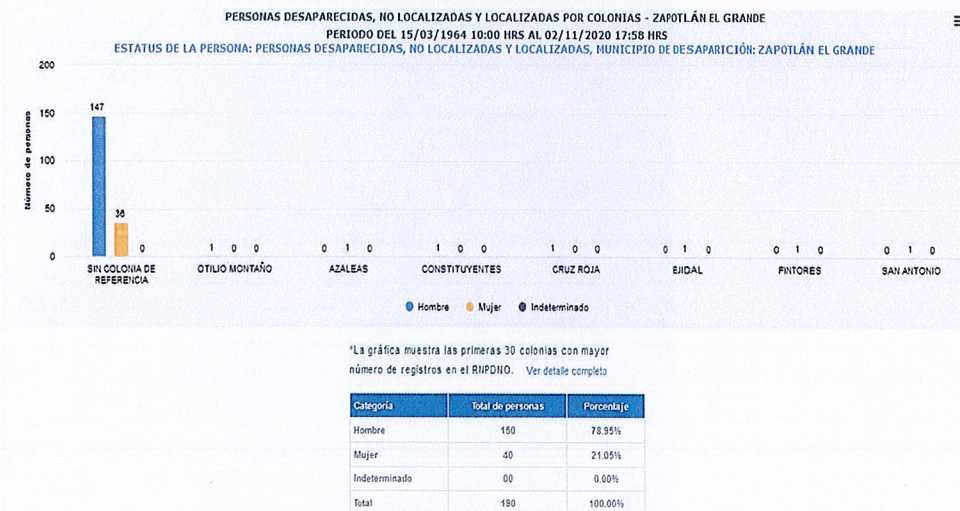 PERSONAS DESAPARECIDAS, NO LOCALIZADAS Y LOCALIZADAS POR COLONIAS - ZAPOTLÁN EL GRANDE
PERIODO DEL 15/03/1964 10:00 HRS AL 02/11/2020 17:58 HRS
ESTATUS DE LA PERSONA: PERSONAS DESAPARECIDAS, NO LOCALIZADAS Y LOCALIZADAS, MUNICIPIO DE DESAPARICIÓN: ZAPOTLÁN EL GRANDE
Número de personas
200
150
100
50
0
147 36 0
1 0 0
0 1 0
1 0 0
1 0 0
0 1 0
0 1 0
0 1 0
SIN COLONIA DE REFERENCIA
OTILIO MONTAÑO
AZALEAS
CONSTITUYENTES
CRUZ ROJA
EJIDAL
PINTORES
SAN ANTONIO
Hombre Mujer Indeterminado
*La gráfica muestra las primeras 30 colonias con mayor
número de registros en el RNPDNO. Ver detalle completo
Categoría Total de personas Porcentaje
Hombre 150 78.95%
Mujer 40 21.05%
Indeterminado 00 0.00%
Total 190 100.00%